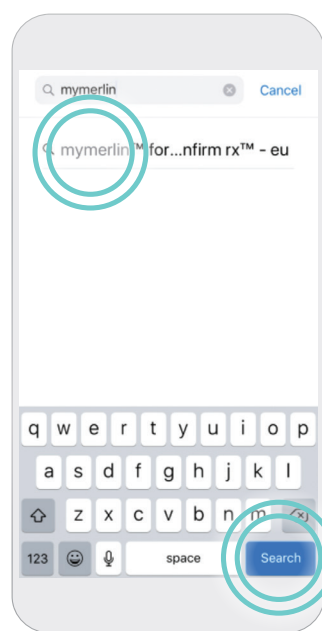 mymerlin Cancel
mymerlin™ for...nfirm rx™ - eu
q w e r t y u i o p
a s d f g h j k l
z x c v b n m
123 space Search